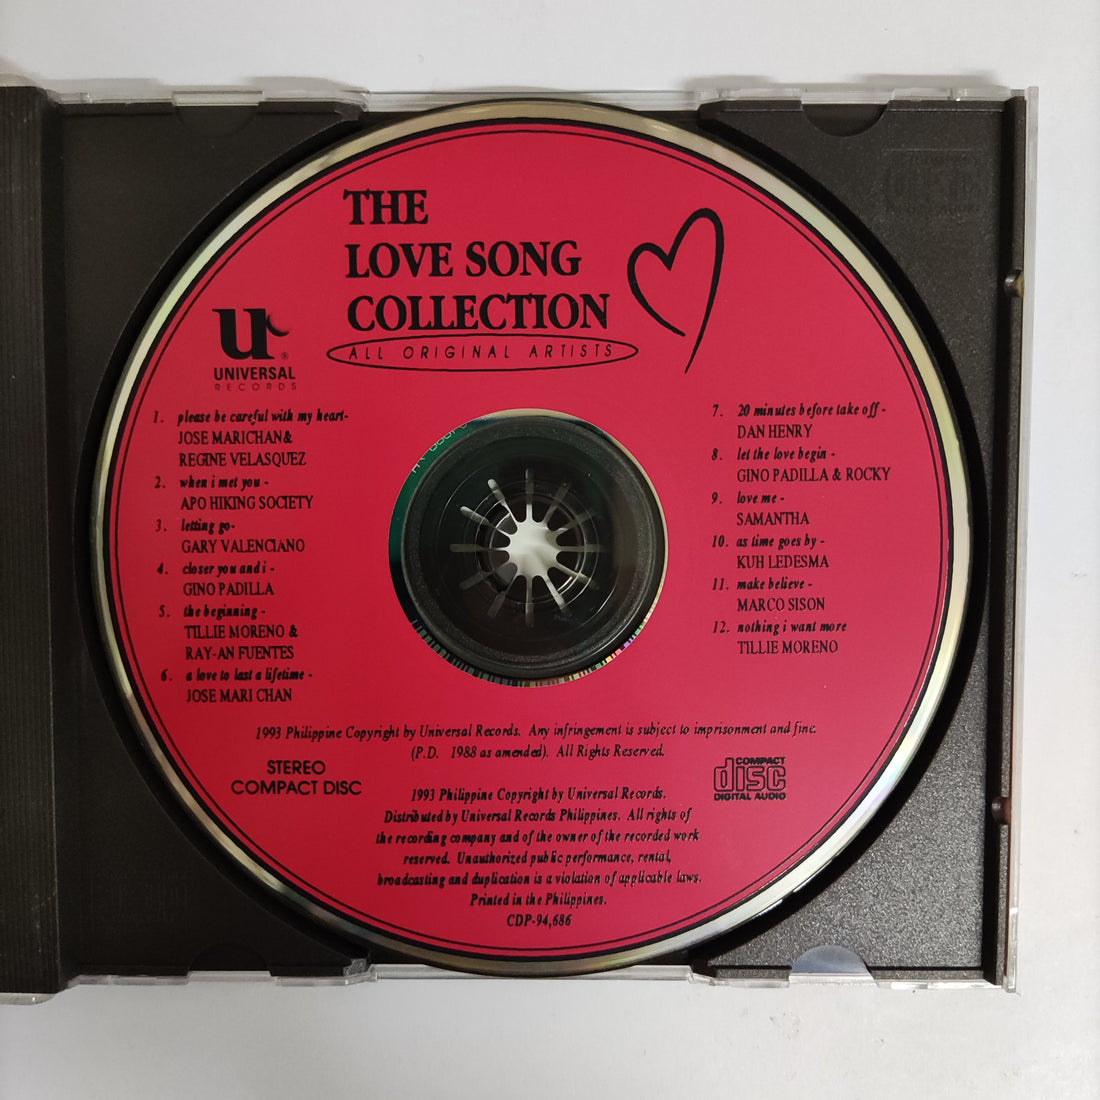 THE
LOVE SONG
COLLECTION
ALL ORIGINAL ARTISTS
u®
UNIVERSAL
RECORDS
1. please be careful with my heart-
JOSE MARICHAN &
REGINE VELASQUEZ
2. when i met you -
APO HIKING SOCIETY
3. letting go-
GARY VALENCIANO
4. closer you and i -
GINO PADILLA
5. the beginning -
TILLIE MORENO &
RAY-AN FUENTES
6. a love to last a lifetime -
JOSE MARI CHAN
7. 20 minutes before take off -
DAN HENRY
8. let the love begin -
GINO PADILLA & ROCKY
9. love me -
SAMANTHA
10. as time goes by -
KUH LEDESMA
11. make believe -
MARCO SISON
12. nothing i want more
TILLIE MORENO
1993 Philippine Copyright by Universal Records. Any infringement is subject to imprisonment and fine.
(P.D. 1988 as amended). All Rights Reserved.
STEREO
COMPACT DISC
COMPACT
disc
DIGITAL AUDIO
1993 Philippine Copyright by Universal Records.
Distributed by Universal Records Philippines. All rights of
the recording company and of the owner of the recorded work
reserved. Unauthorized public performance, rental,
broadcasting and duplication is a violation of applicable laws.
Printed in the Philippines.
CDP-94,686